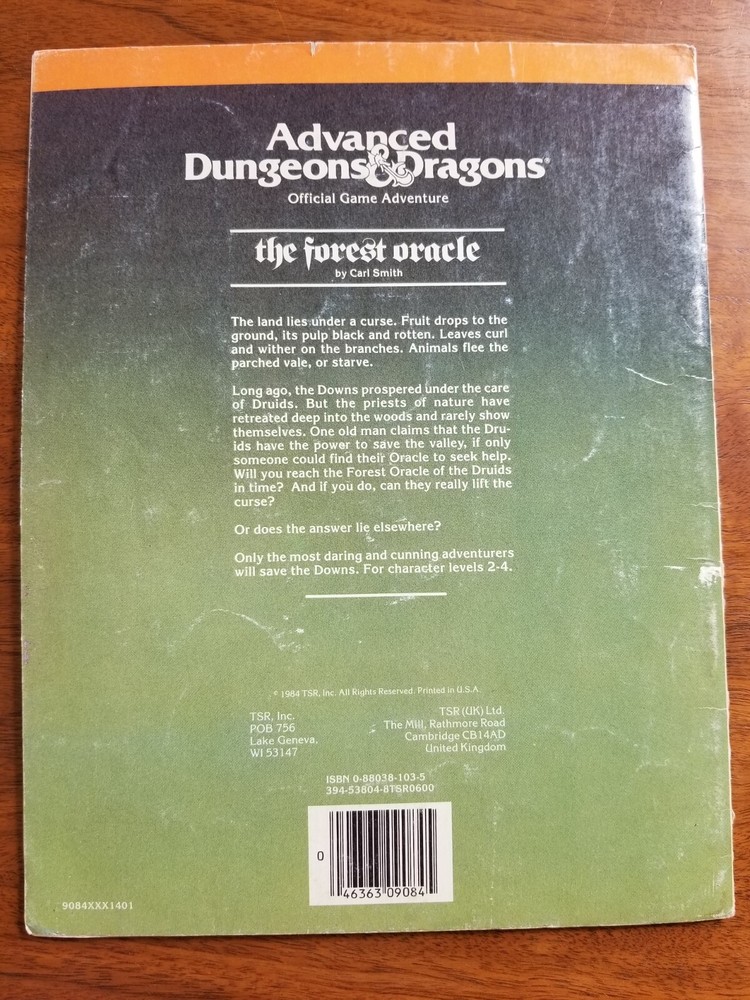 Advanced
Dungeons & Dragons®
Official Game Adventure
the forest oracle
by Carl Smith
The land lies under a curse. Fruit drops to the
ground, its pulp black and rotten. Leaves curl
and wither on the branches. Animals flee the
parched vale, or starve.
Long ago, the Downs prospered under the care
of Druids. But the priests of nature have
retreated deep into the woods and rarely show
themselves. One old man claims that the Dru-
ids have the power to save the valley, if only
someone could find their Oracle to seek help.
Will you reach the Forest Oracle of the Druids
in time? And if you do, can they really lift the
curse?
Or does the answer lie elsewhere?
Only the most daring and cunning adventurers
will save the Downs. For character levels 2-4.
© 1984 TSR, Inc. All Rights Reserved. Printed in U.S.A.
TSR, Inc.
POB 756
Lake Geneva,
WI 53147
TSR (UK) Ltd.
The Mill, Rathmore Road
Cambridge CB14AD
United Kingdom
ISBN 0-88038-103-5
394-53804-8TSR0600
0 46363 09084
9084XXX1401